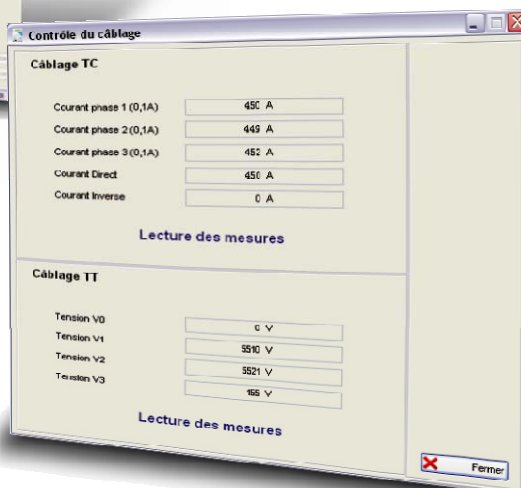 Contrôle du câblage
Câblage TC
Courant phase 1 (0,1A) 450 A
Courant phase 2 (0,1A) 449 A
Courant phase 3 (0,1A) 452 A
Courant Direct 450 A
Courant Inverse 0 A
Lecture des mesures
Câblage TT
Tension V0 0 V
Tension V1 5510 V
Tension V2 5521 V
Tension V3 155 V
Lecture des mesures
Fermer